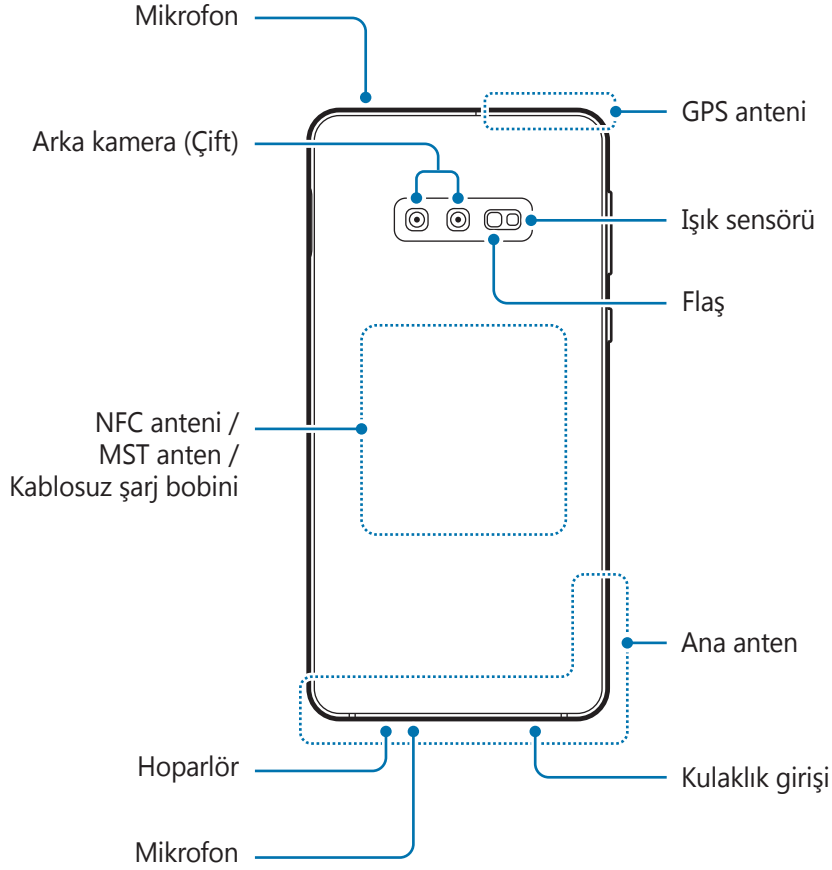 Mikrofon
GPS anteni
Arka kamera (Çift)
Işık sensörü
Flaş
NFC anteni /
MST anten /
Kablosuz şarj bobini
Ana anten
Hoparlör
Kulaklık girişi
Mikrofon